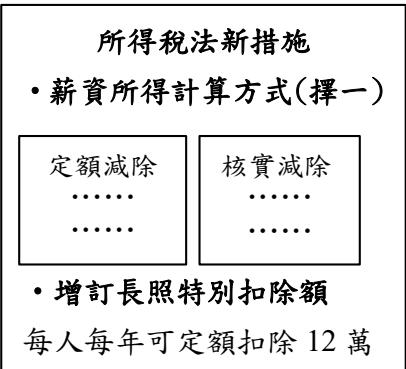 所得稅法新措施
•薪資所得計算方式(擇一)
定額減除
……
……
核實減除
……
……
•增訂長照特別扣除額
每人每年可定額扣除 12 萬